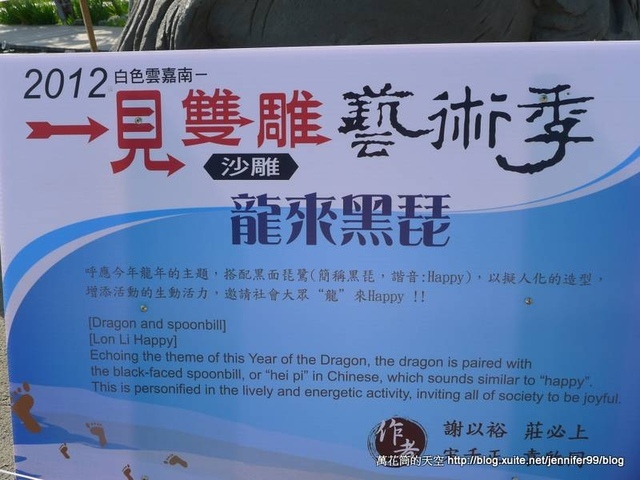 2012 白色雲嘉南一
一見雙雕藝術季
沙雕
龍來黑琵
呼應今年龍年的主題，搭配黑面琵鷺(簡稱黑琵，諧音:Happy)，以擬人化的造型，
增添活動的生動活力，邀請社會大眾“龍”來Happy !!
[Dragon and spoonbill]
[Lon Li Happy]
Echoing the theme of this Year of the Dragon, the dragon is paired with
the black-faced spoonbill, or “hei pi” in Chinese, which sounds similar to “happy”.
This is personified in the lively and energetic activity, inviting all of society to be joyful.
作者
謝以裕 莊必上
萬花筒的天空 http://blog.xuite.net/jennifer99/blog